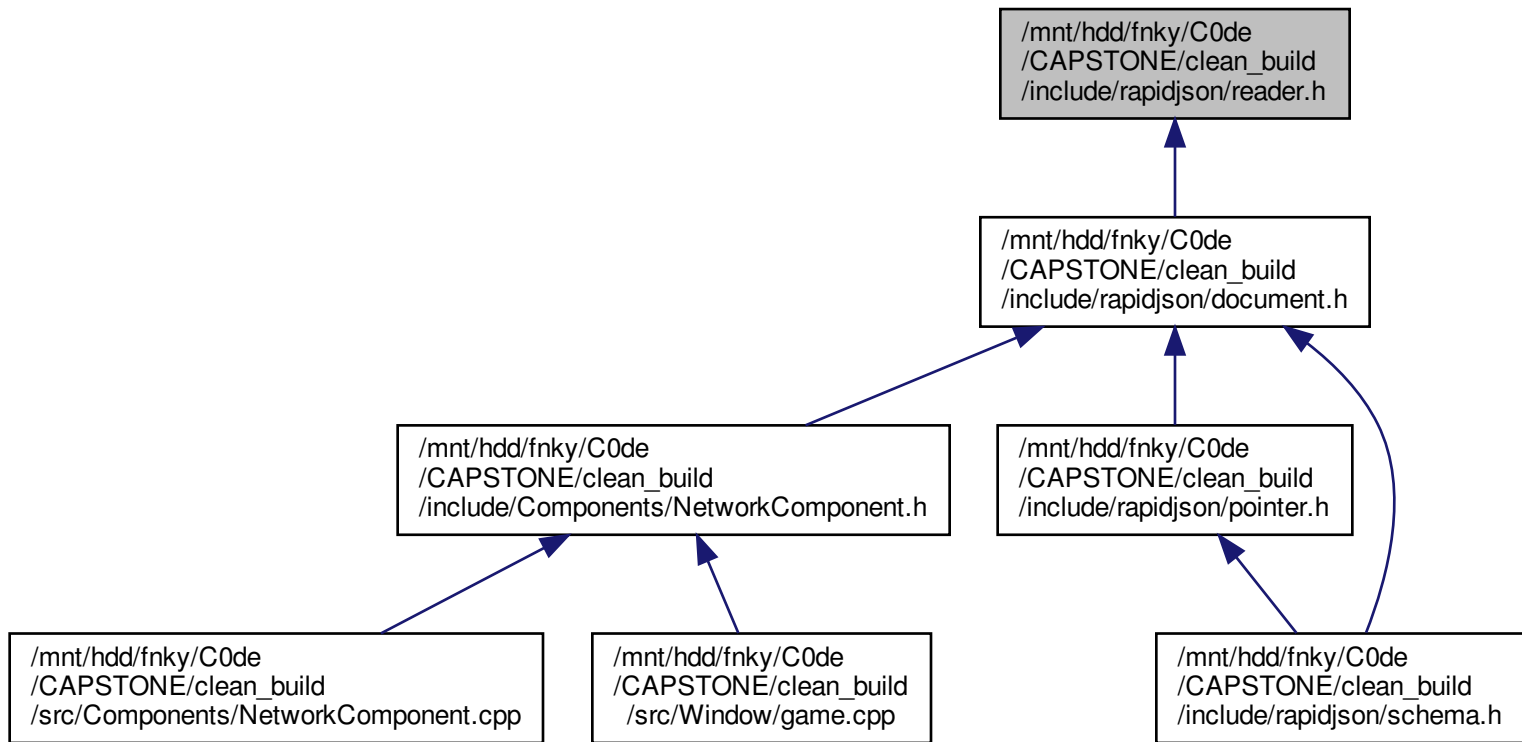 /mnt/hdd/fnky/C0de
/CAPSTONE/clean_build
/include/rapidjson/reader.h
/mnt/hdd/fnky/C0de
/CAPSTONE/clean_build
/include/rapidjson/document.h
/mnt/hdd/fnky/C0de
/CAPSTONE/clean_build
/include/Components/NetworkComponent.h
/mnt/hdd/fnky/C0de
/CAPSTONE/clean_build
/include/rapidjson/pointer.h
/mnt/hdd/fnky/C0de
/CAPSTONE/clean_build
/src/Components/NetworkComponent.cpp
/mnt/hdd/fnky/C0de
/CAPSTONE/clean_build
/src/Window/game.cpp
/mnt/hdd/fnky/C0de
/CAPSTONE/clean_build
/include/rapidjson/schema.h